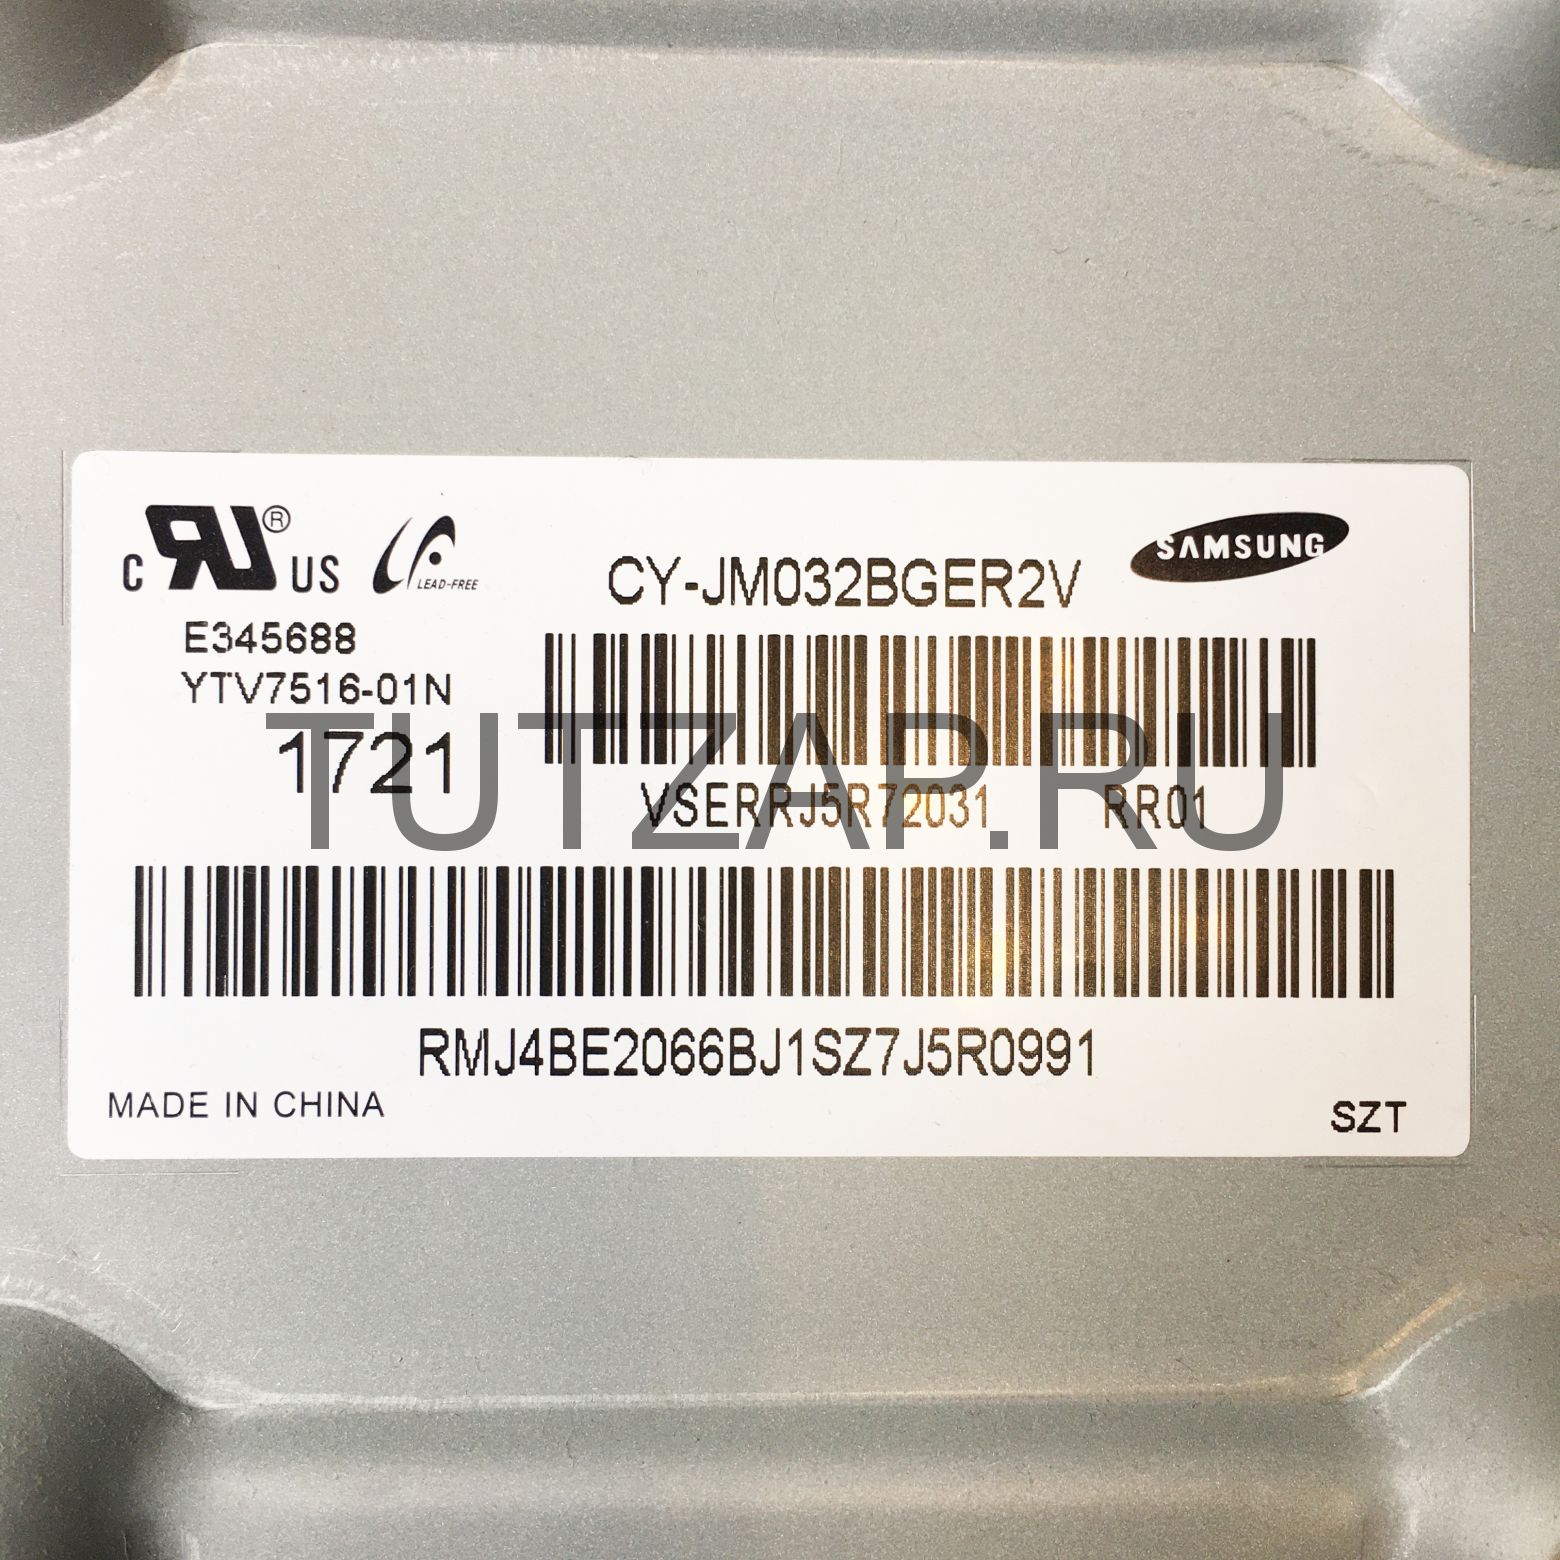 C RU® US
LEAD-FREE
CY-JM032BGER2V
SAMSUNG
E345688
YTV7516-01N
1721
TUTZAP.RU
VSERRJ5R72031 RR01
RMJ4BE2066BJ1SZ7J5R0991
MADE IN CHINA
SZT